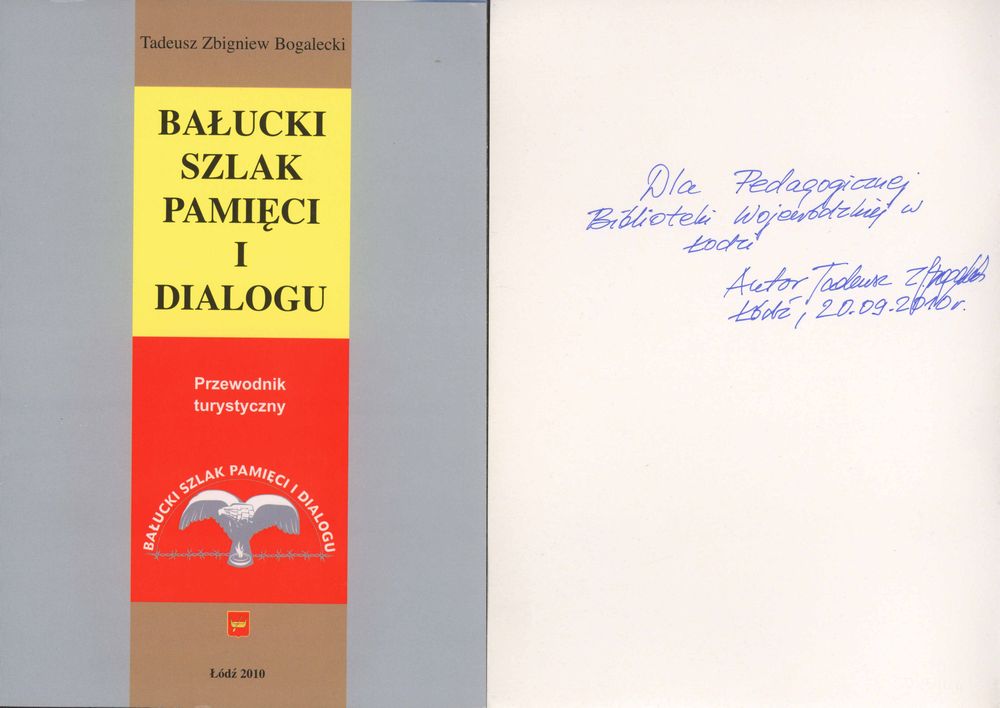 Tadeusz Zbigniew Bogalecki
BAŁUCKI
SZLAK
PAMIĘCI
I
DIALOGU
Przewodnik
turystyczny
BAŁUCKI SZLAK PAMIĘCI I DIALOGU
Łódź 2010
Dla Pedagogicznej
Biblioteki Wojewódzkiej w
Łodzi
Autor Tadeusz Z
Łódź, 20.09.2010r.